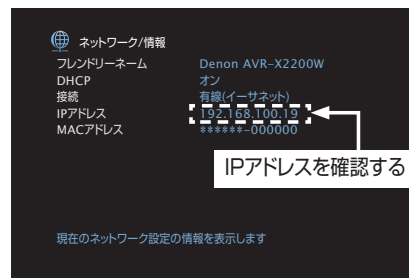 ネットワーク/情報
フレンドリーネーム Denon AVR-X2200W
DHCP オン
接続 有線(イーサネット)
IPアドレス 192.168.100.19
MACアドレス ******-000000
IPアドレスを確認する
現在のネットワーク設定の情報を表示します